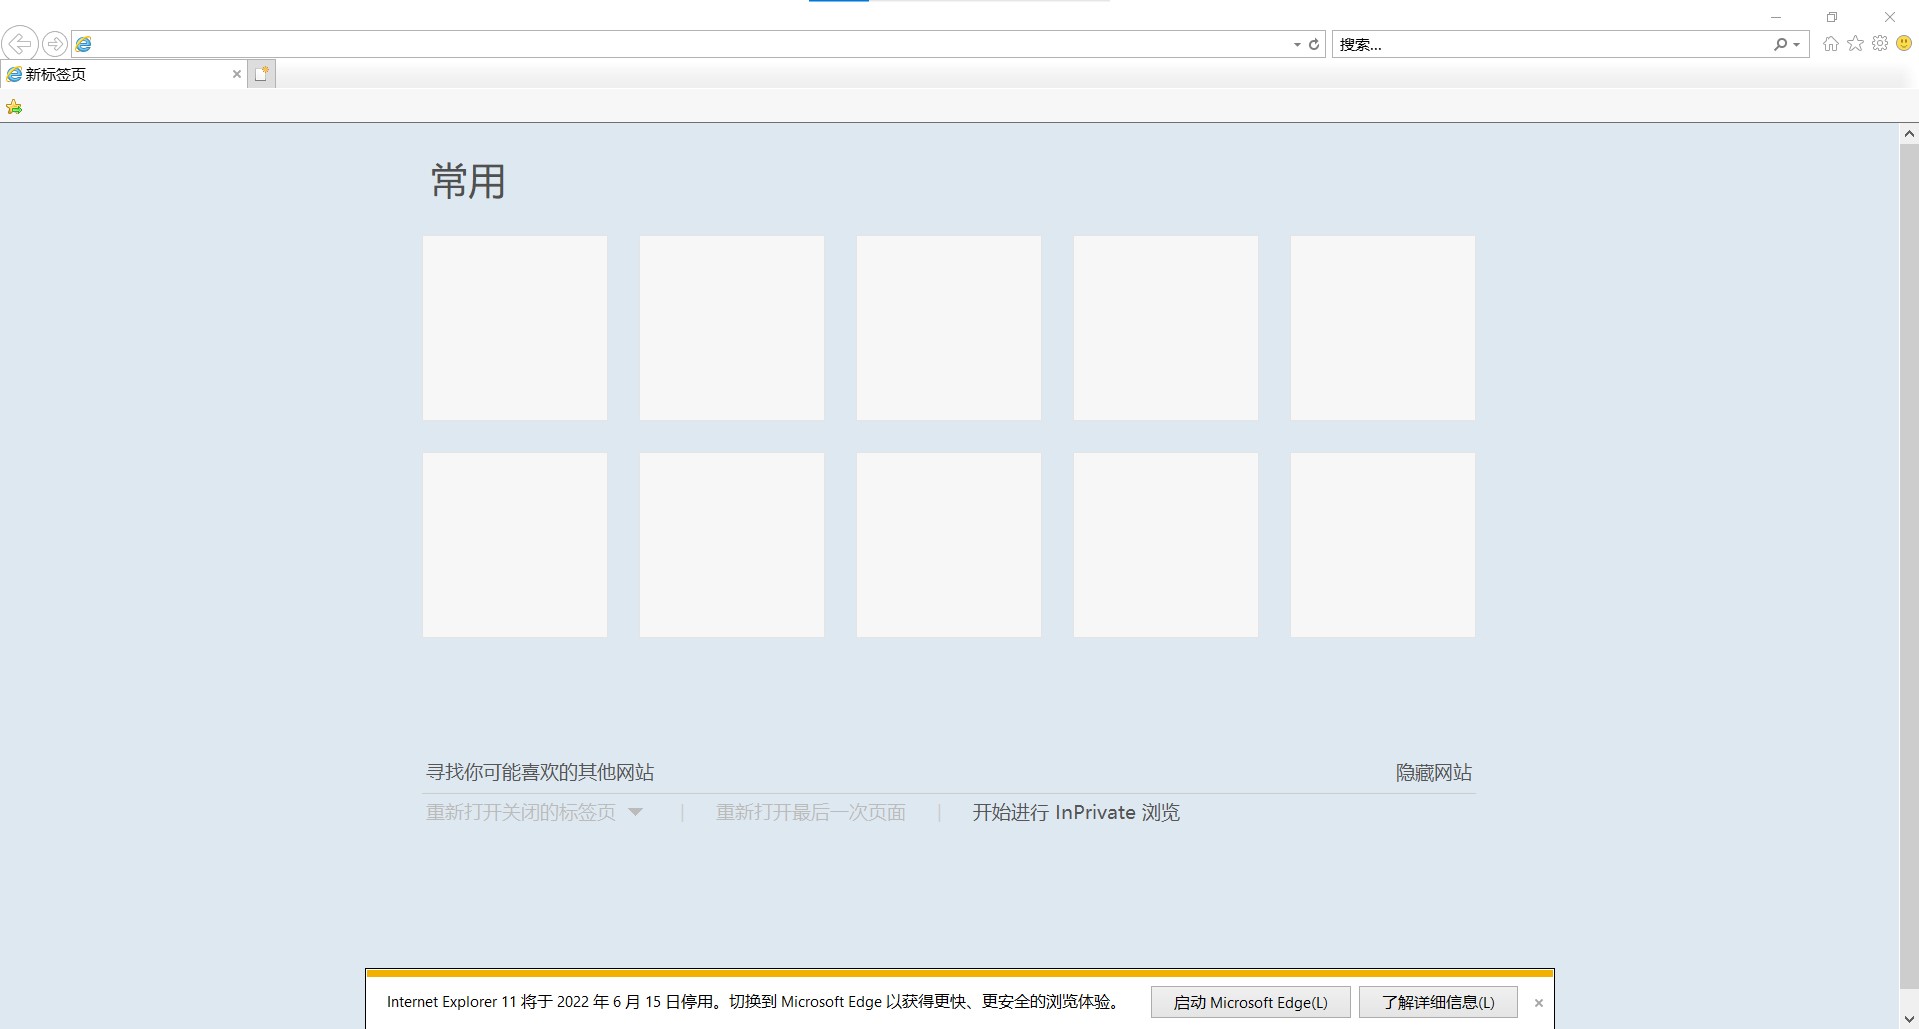 搜索...
新标签页
常用
寻找你可能喜欢的其他网站 隐藏网站
重新打开关闭的标签页 | 重新打开最后一次页面 | 开始进行 InPrivate 浏览
Internet Explorer 11 将于 2022 年 6 月 15 日停用。切换到 Microsoft Edge 以获得更快、更安全的浏览体验。 启动 Microsoft Edge(L) 了解详细信息(L)